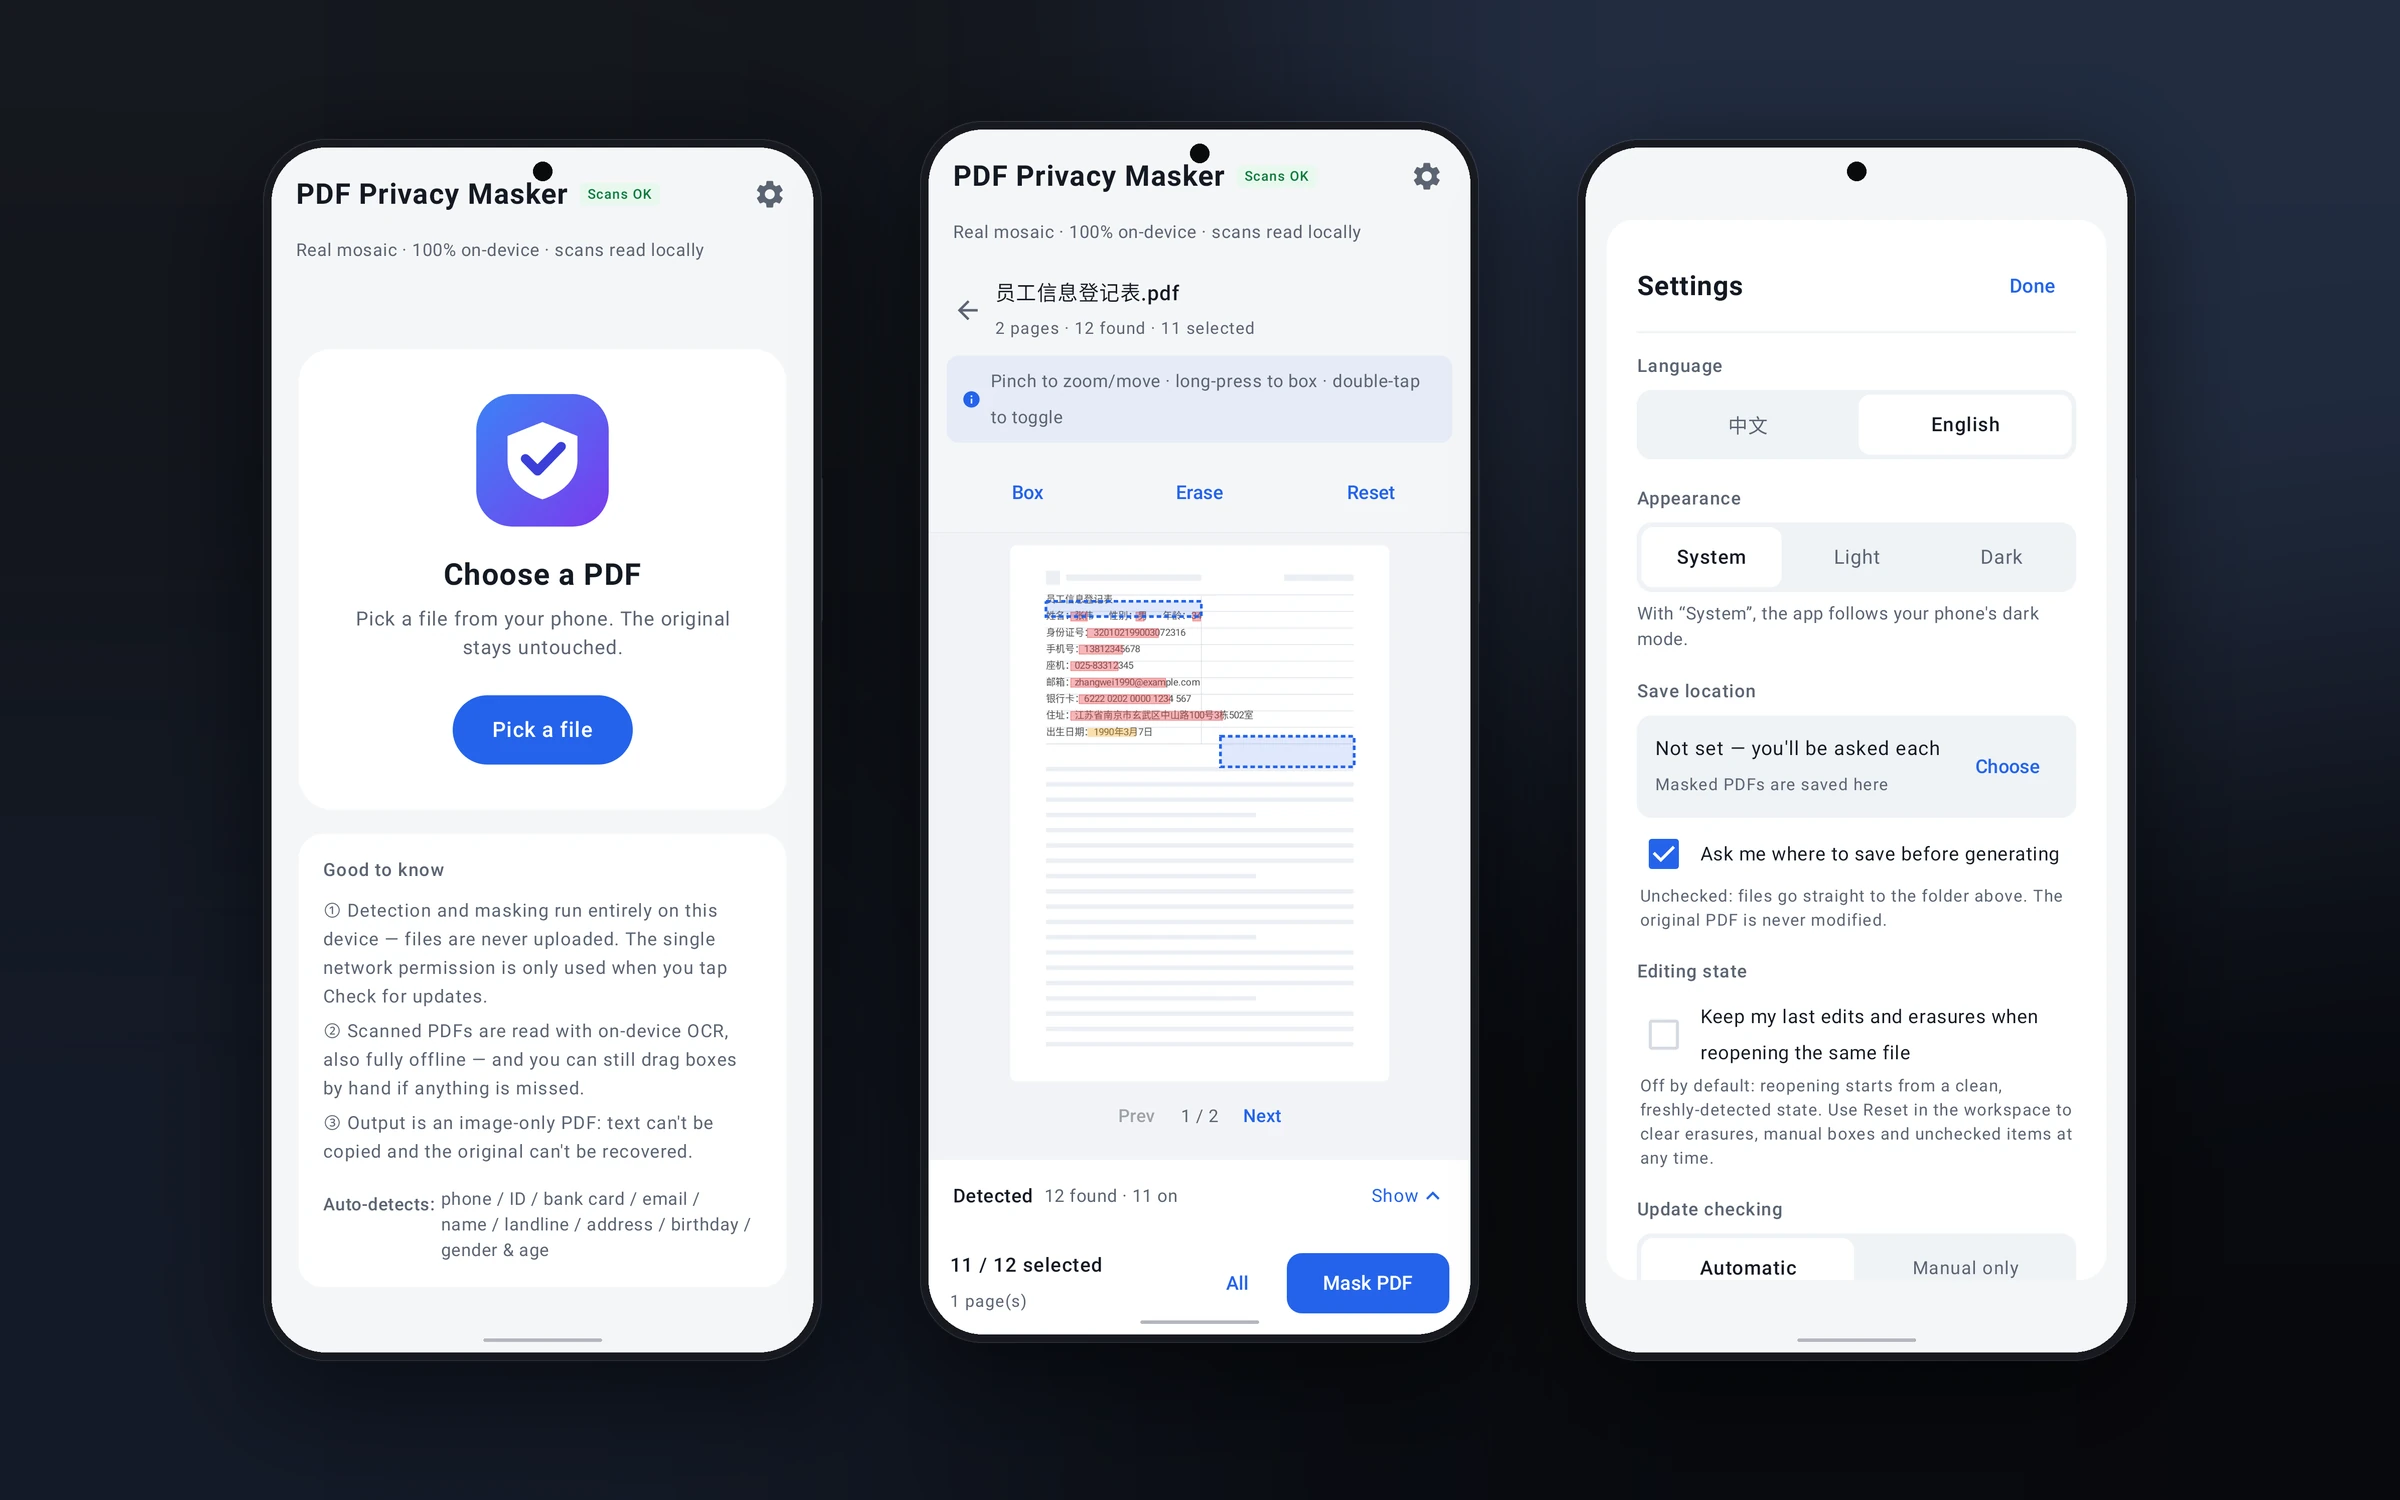 PDF Privacy Masker
Scans OK
Real mosaic · 100% on-device · scans read locally
Choose a PDF
Pick a file from your phone. The original
stays untouched.
Pick a file
Good to know
① Detection and masking run entirely on this
device — files are never uploaded. The single
network permission is only used when you tap
Check for updates.
② Scanned PDFs are read with on-device OCR,
also fully offline — and you can still drag boxes
by hand if anything is missed.
③ Output is an image-only PDF: text can't be
copied and the original can't be recovered.
Auto-detects: phone / ID / bank card / email /
name / landline / address / birthday /
gender & age
PDF Privacy Masker
Scans OK
Real mosaic · 100% on-device · scans read locally
员工信息登记表.pdf
2 pages · 12 found · 11 selected
Pinch to zoom/move · long-press to box · double-tap
to toggle
Box
Erase
Reset
员工信息登记表
姓名: 性别: 年龄:
身份证号: 320102199003072316
手机号: 13812345678
座机: 025-83312345
邮箱: zhangwei1990@example.com
银行卡: 6222 0202 0000 1234 567
住址: 江苏省南京市玄武区中山路100号3栋502室
出生日期: 1990年3月7日
Prev
1 / 2
Next
Detected
12 found · 11 on
Show
11 / 12 selected
1 page(s)
All
Mask PDF
Settings
Done
Language
中文
English
Appearance
System
Light
Dark
With “System”, the app follows your phone's dark
mode.
Save location
Not set — you'll be asked each
Masked PDFs are saved here
Choose
Ask me where to save before generating
Unchecked: files go straight to the folder above. The
original PDF is never modified.
Editing state
Keep my last edits and erasures when
reopening the same file
Off by default: reopening starts from a clean,
freshly-detected state. Use Reset in the workspace to
clear erasures, manual boxes and unchecked items at
any time.
Update checking
Automatic
Manual only